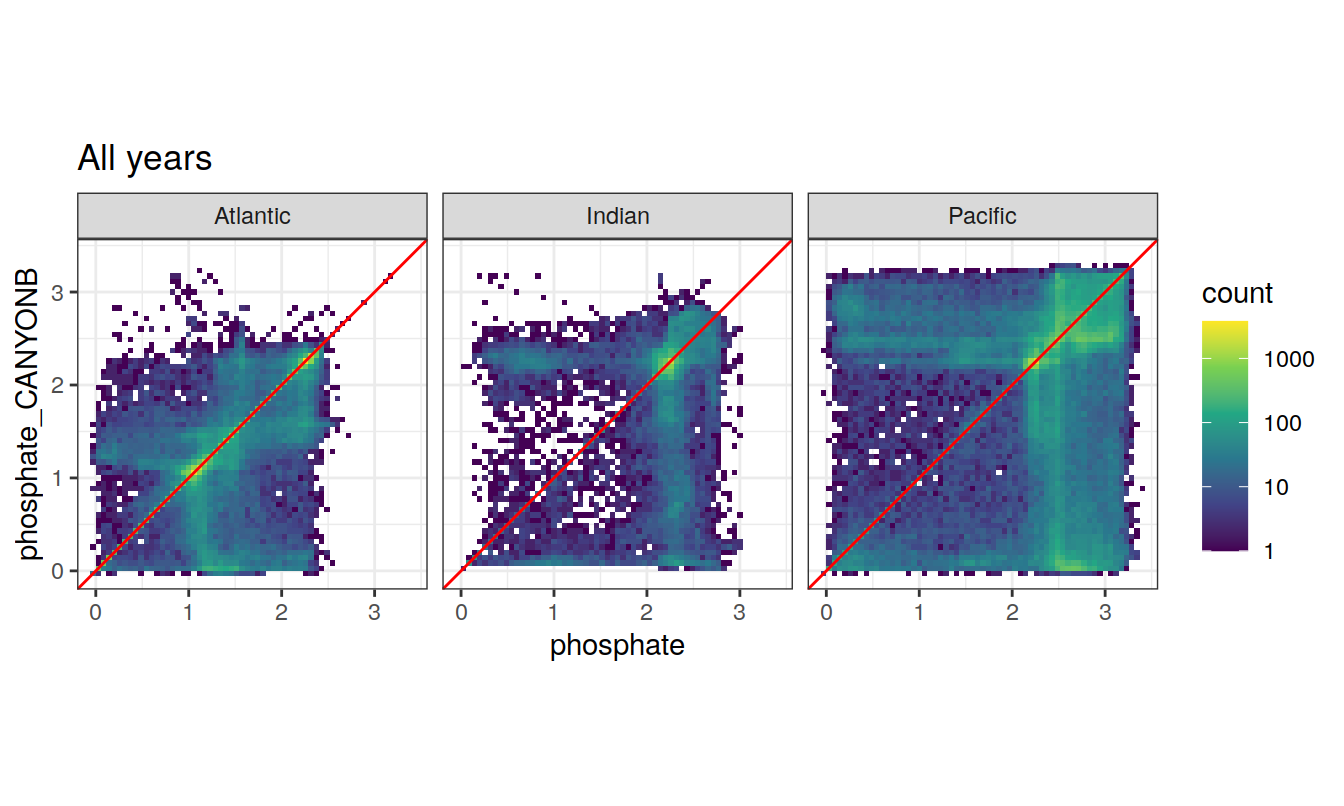 All years
Atlantic Indian Pacific
phosphate_CANYONB
3
2
1
0
0 1 2 3 0 1 2 3 0 1 2 3
phosphate
count
1000
100
10
1